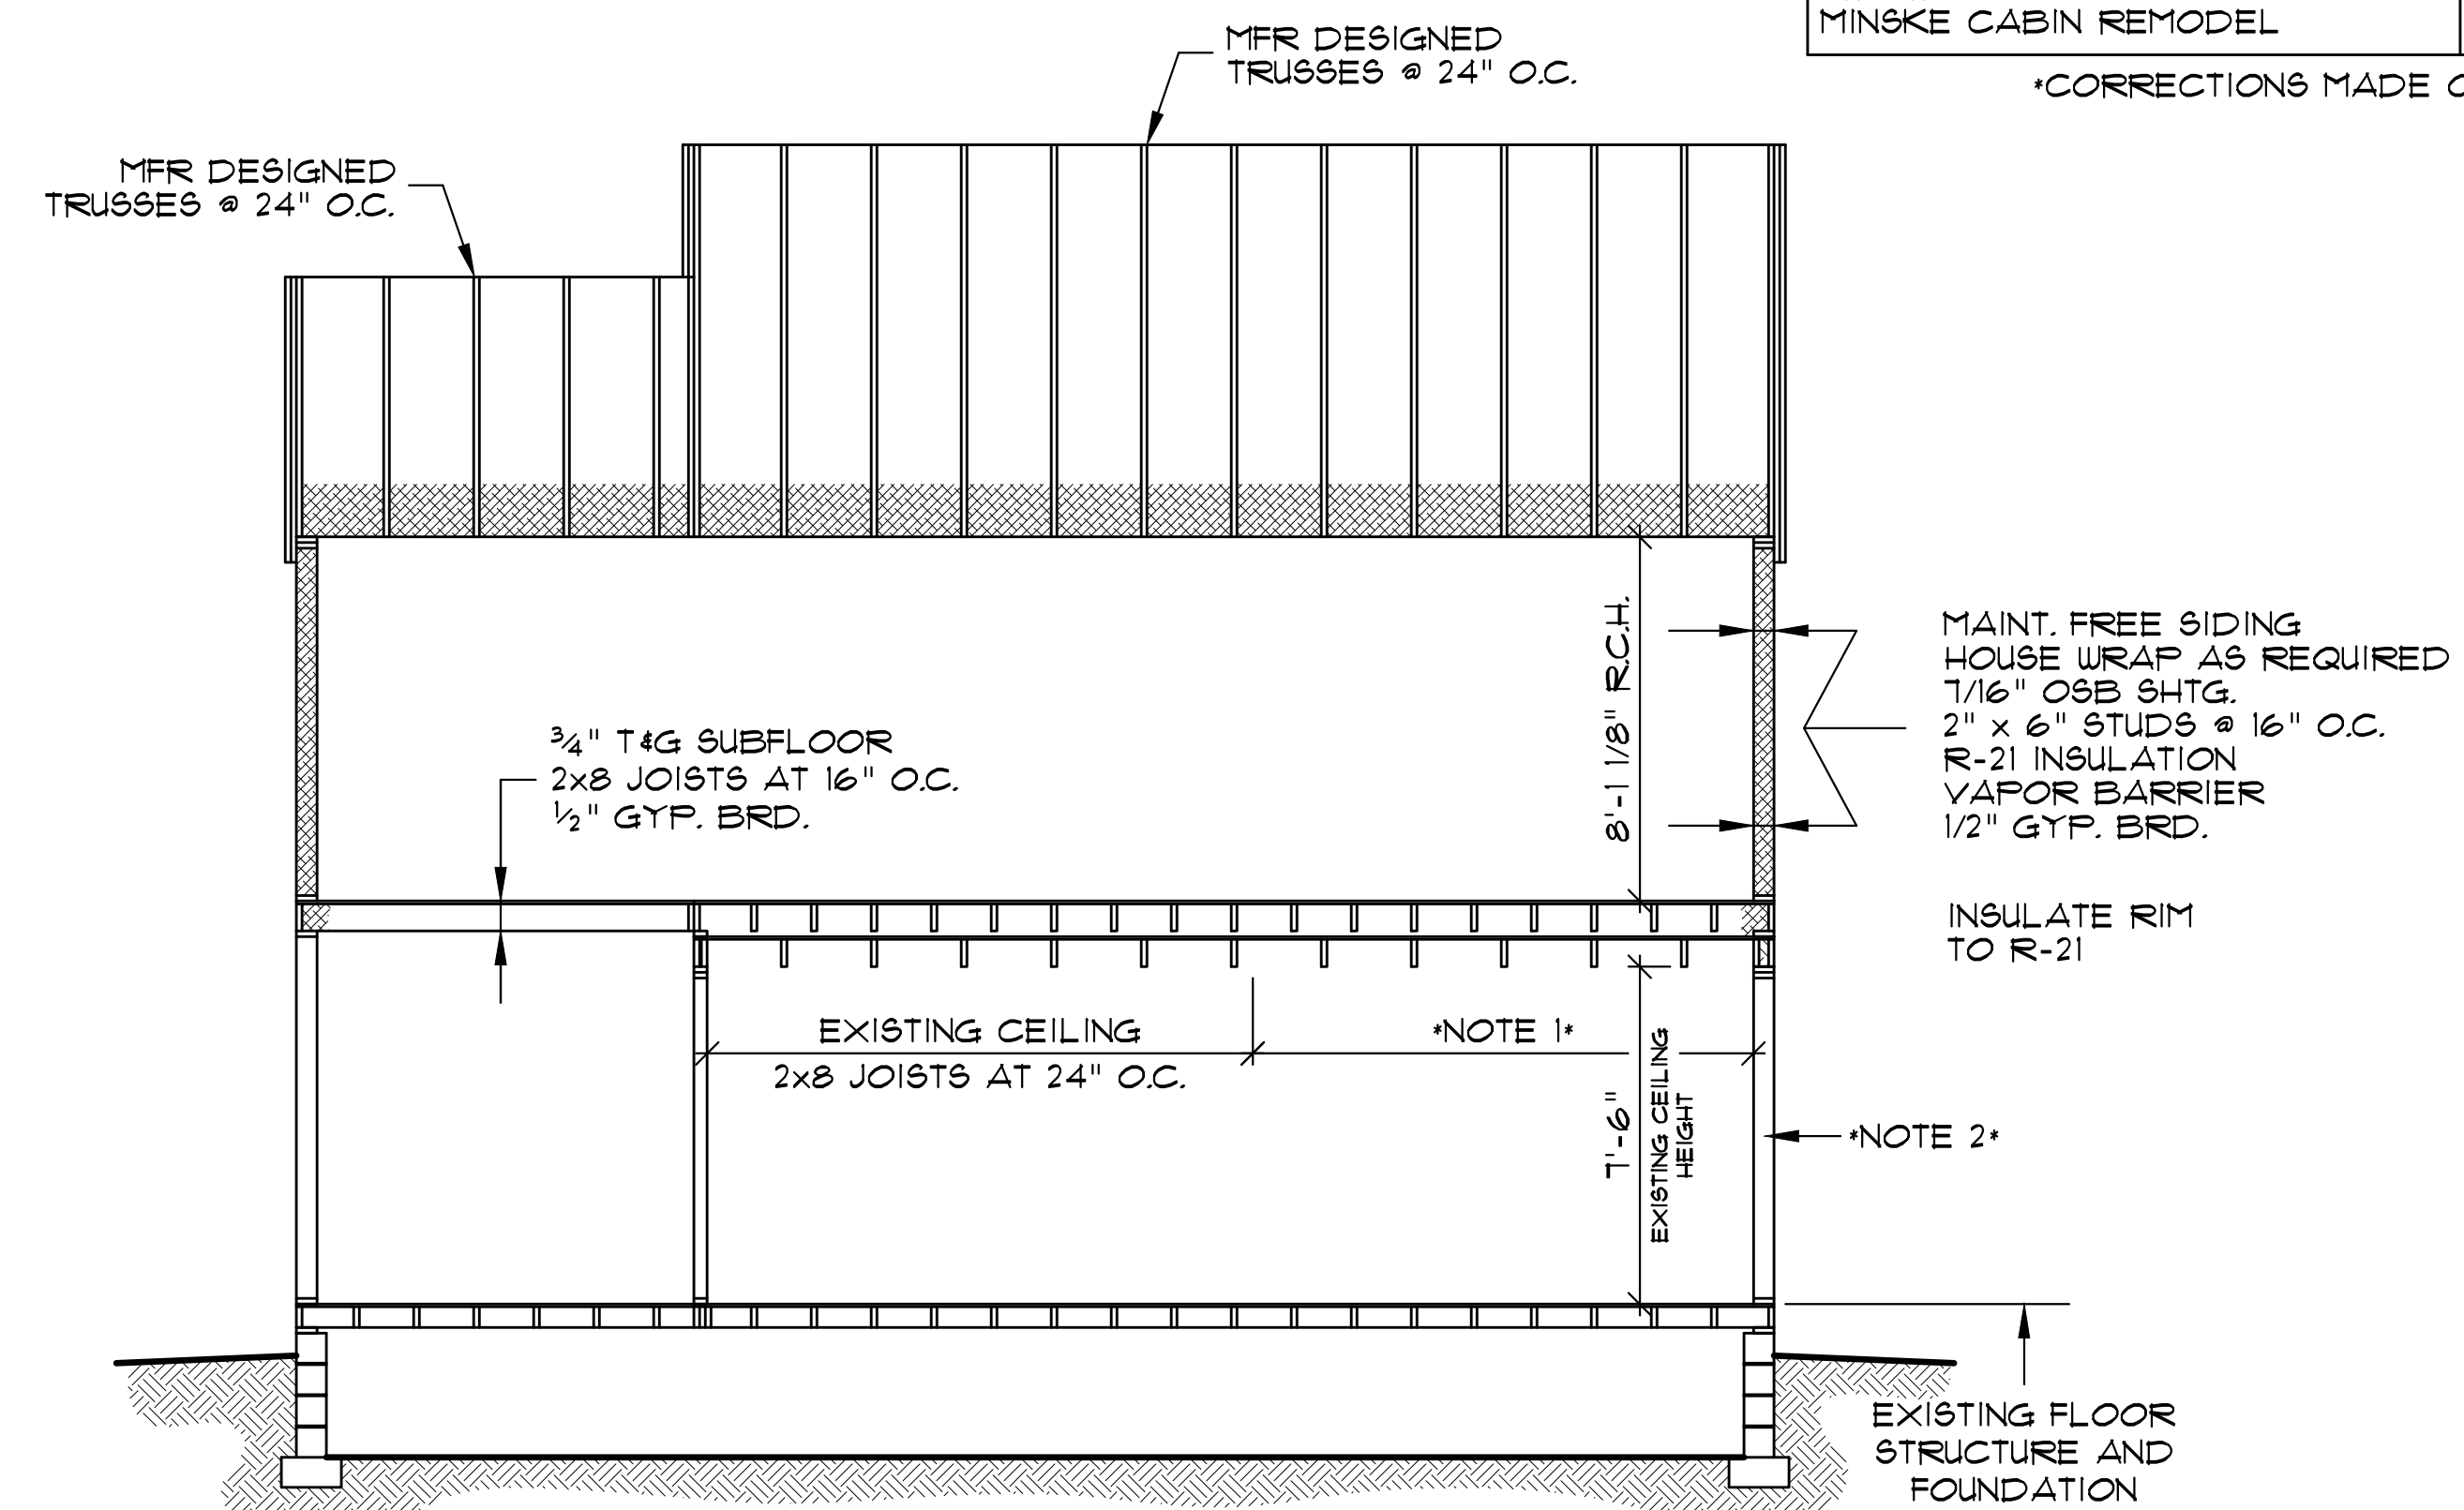 MINSKE CABIN REMODEL
*CORRECTIONS MADE
MFR DESIGNED
TRUSSES @ 24" O.C.
MFR DESIGNED
TRUSSES @ 24" O.C.
8'-1 1/8" R.C.H.
MAINT. FREE SIDING
HOUSE WRAP AS REQUIRED
7/16" OSB SHTG.
2" x 6" STUDS @ 16" O.C.
R-21 INSULATION
VAPOR BARRIER
1/2" GYP. BRD.
¾" T&G SUBFLOOR
2x8 JOISTS AT 16" O.C.
½" GYP. BRD.
INSULATE RIM
TO R-21
EXISTING CEILING
2x8 JOISTS AT 24" O.C.
*NOTE 1*
7'-6"
EXISTING CEILING
HEIGHT
*NOTE 2*
EXISTING FLOOR
STRUCTURE AND
FOUNDATION